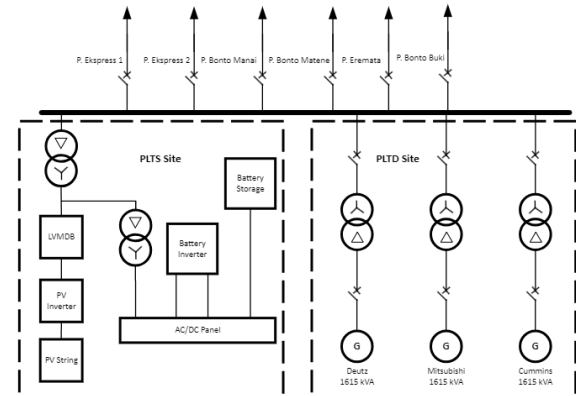 P. Ekspress 1
P. Ekspress 2
P. Bonto Manai
P. Bonto Matene
P. Eremata
P. Bonto Buki
PLTS Site
PLTD Site
Battery
Storage
LVMDB
Battery
Inverter
PV
Inverter
AC/DC Panel
PV String
G
G
G
Deutz
1615 kVA
Mitsubishi
1615 kVA
Cummins
1615 kVA